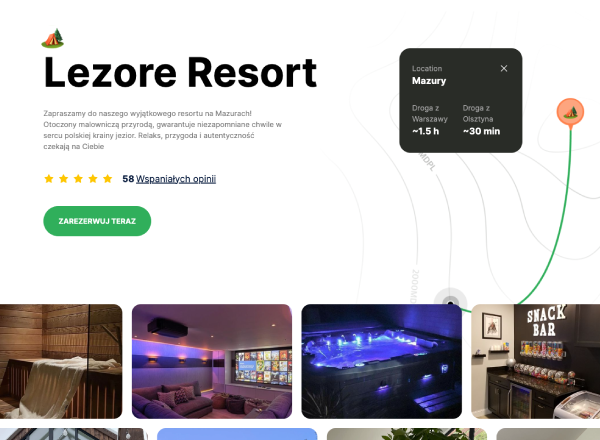 Lezore Resort
Zapraszamy do naszego wyjątkowego resortu na Mazurach!
Otoczony malowniczą przyrodą, gwarantuje niezapomniane chwile w
sercu polskiej krainy jezior. Relaks, przygoda i autentyczność
czekają na Ciebie
58 Wspaniałych opinii
ZAREZERWUJ TERAZ
Location
Mazury
Droga z Warszawy
~1.5 h
Droga z Olsztyna
~30 min
SNACK
BAR